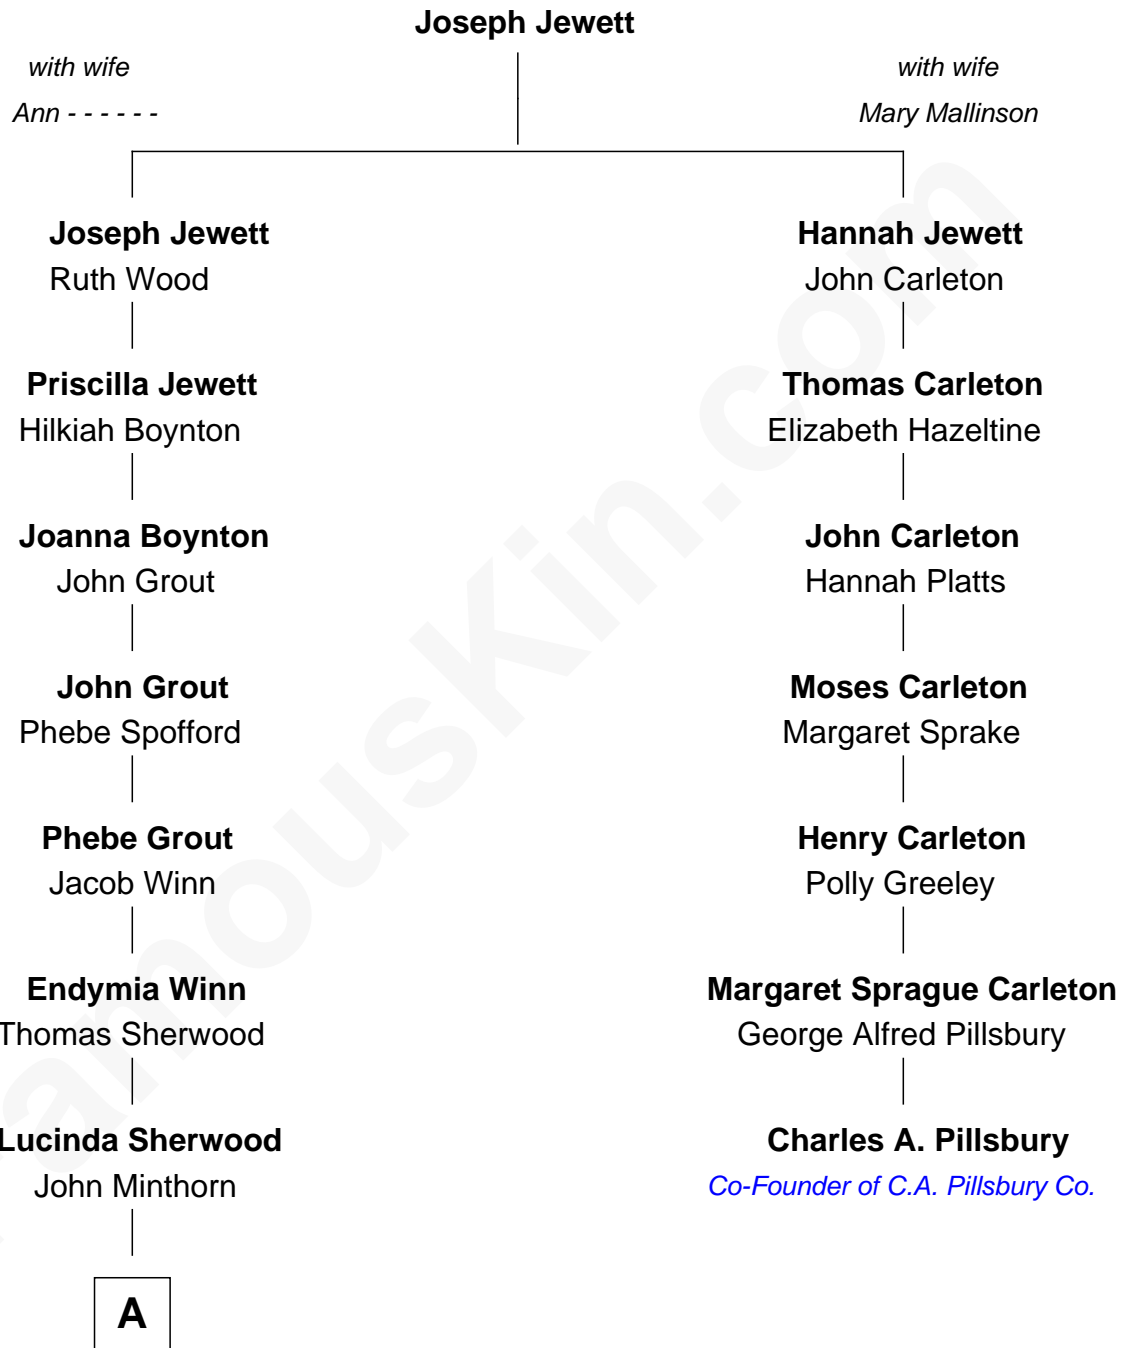 Joseph Jewett
with wife
Ann - - - - - -
with wife
Mary Mallinson
Joseph Jewett
Ruth Wood
Hannah Jewett
John Carleton
Priscilla Jewett
Hilkiah Boynton
Thomas Carleton
Elizabeth Hazeltine
Joanna Boynton
John Grout
John Carleton
Hannah Platts
John Grout
Phebe Spofford
Moses Carleton
Margaret Sprake
Phebe Grout
Jacob Winn
Henry Carleton
Polly Greeley
Endymia Winn
Thomas Sherwood
Margaret Sprague Carleton
George Alfred Pillsbury
Lucinda Sherwood
John Minthorn
Charles A. Pillsbury
Co-Founder of C.A. Pillsbury Co.
A
FamousKin.com